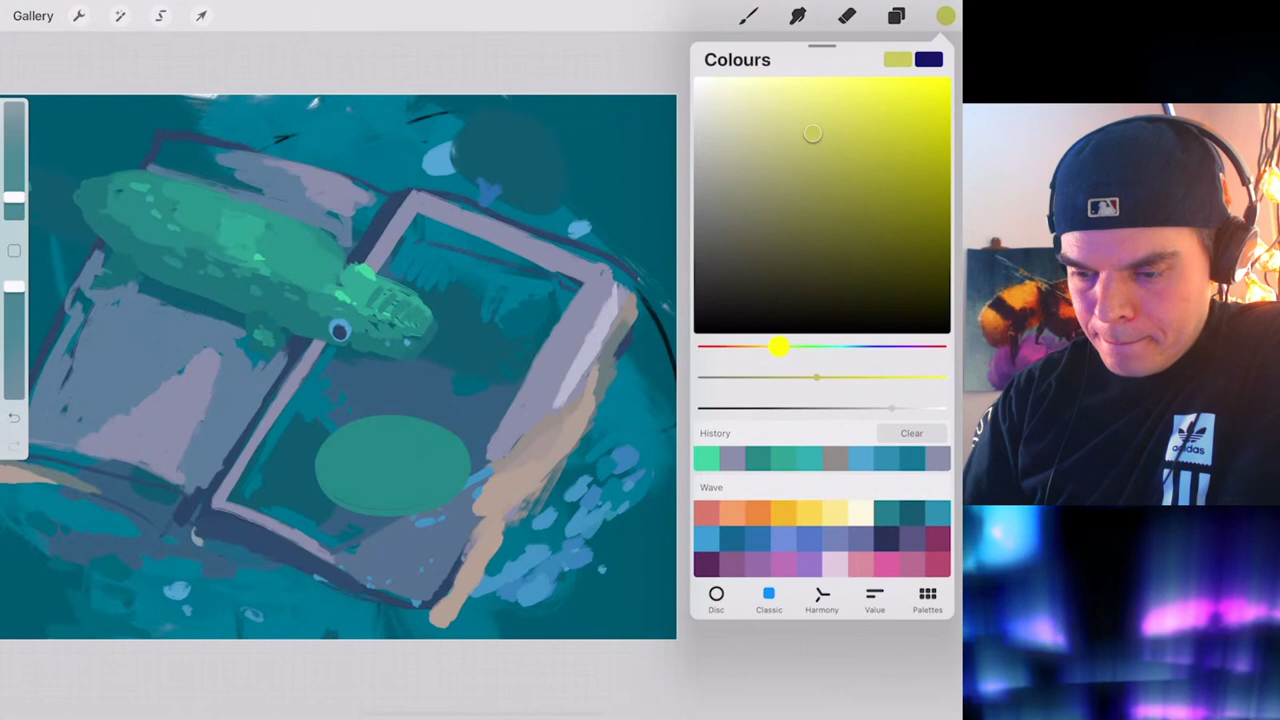 Gallery
Colours
History
Clear
Wave
Disc
Classic
Harmony
Value
Palettes
adidas